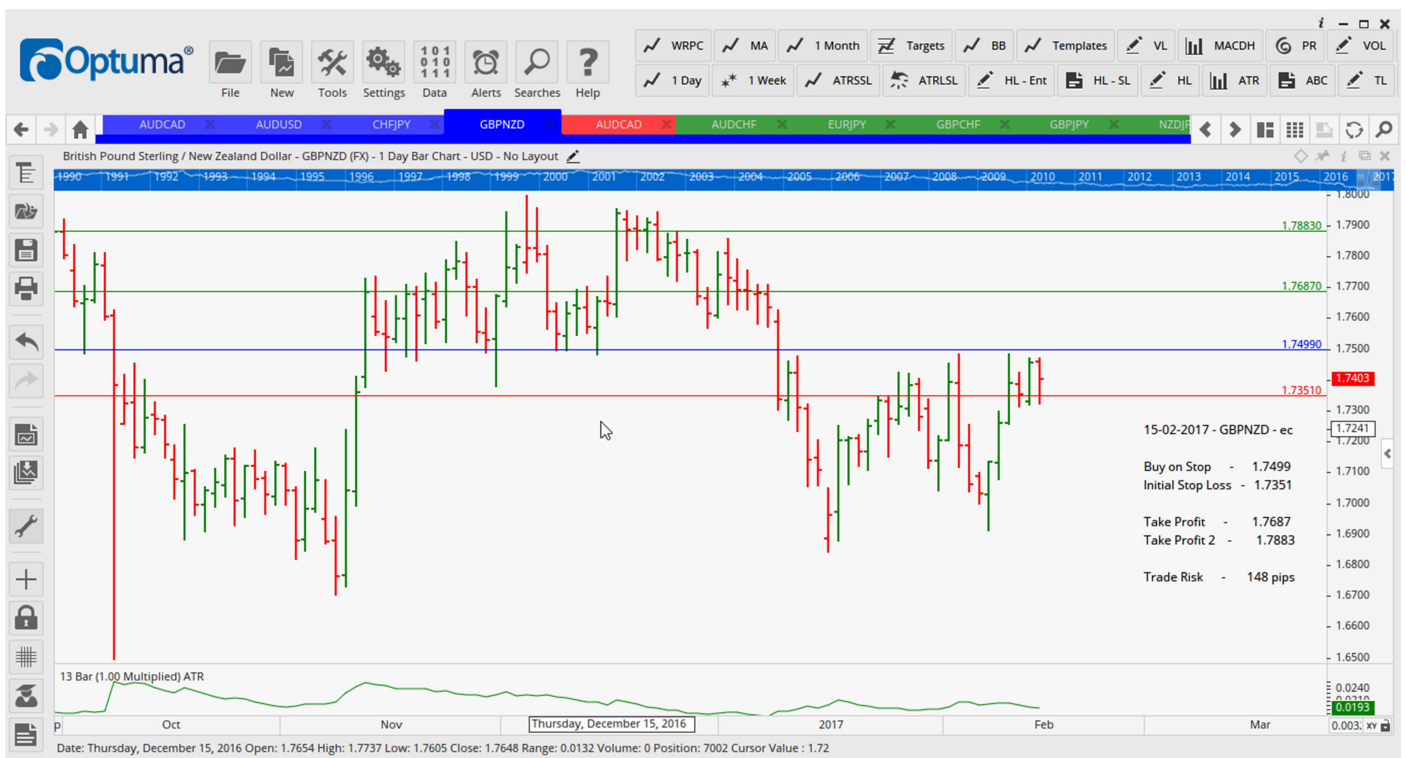 i
Optuma®
File New Tools Settings Data Alerts Searches Help
101
010
111
WRPC MA 1 Month Targets BB Templates VL MACDH PR VOL
1 Day 1 Week ATRSSL ATRLSL HL - Ent HL - SL HL ATR ABC TL
AUDCAD AUDUSD CHFJPY GBPNZD AUDCAD AUDCHF EURJPY GBPCHF GBPJPY
British Pound Sterling / New Zealand Dollar - GBPNZD (FX) - 1 Day Bar Chart - USD - No Layout
1990 1991 1992 1993 1994 1995 1996 1997 1998 1999 2000 2001 2002 2003 2004 2005 2006 2007 2008 2009 2010 2011 2012 2013 2014 2015 2016 2017
1.8000
1.78830 1.7900
1.7800
1.76870 1.7700
1.7600
1.74990 1.7500
1.7403
1.73510
1.7300
15-02-2017 - GBPNZD - ec 1.7241
1.7200
Buy on Stop - 1.7499 1.7100
Initial Stop Loss - 1.7351
1.7000
Take Profit - 1.7687
Take Profit 2 - 1.7883 1.6900
1.6800
Trade Risk - 148 pips
1.6700
1.6600
1.6500
13 Bar (1.00 Multiplied) ATR
0.0240
0.0193
Oct Nov Thursday, December 15, 2016 2017 Feb Mar XY
Date: Thursday, December 15, 2016 Open: 1.7654 High: 1.7737 Low: 1.7605 Close: 1.7648 Range: 0.0132 Volume: 0 Position: 7002 Cursor Value : 1.72